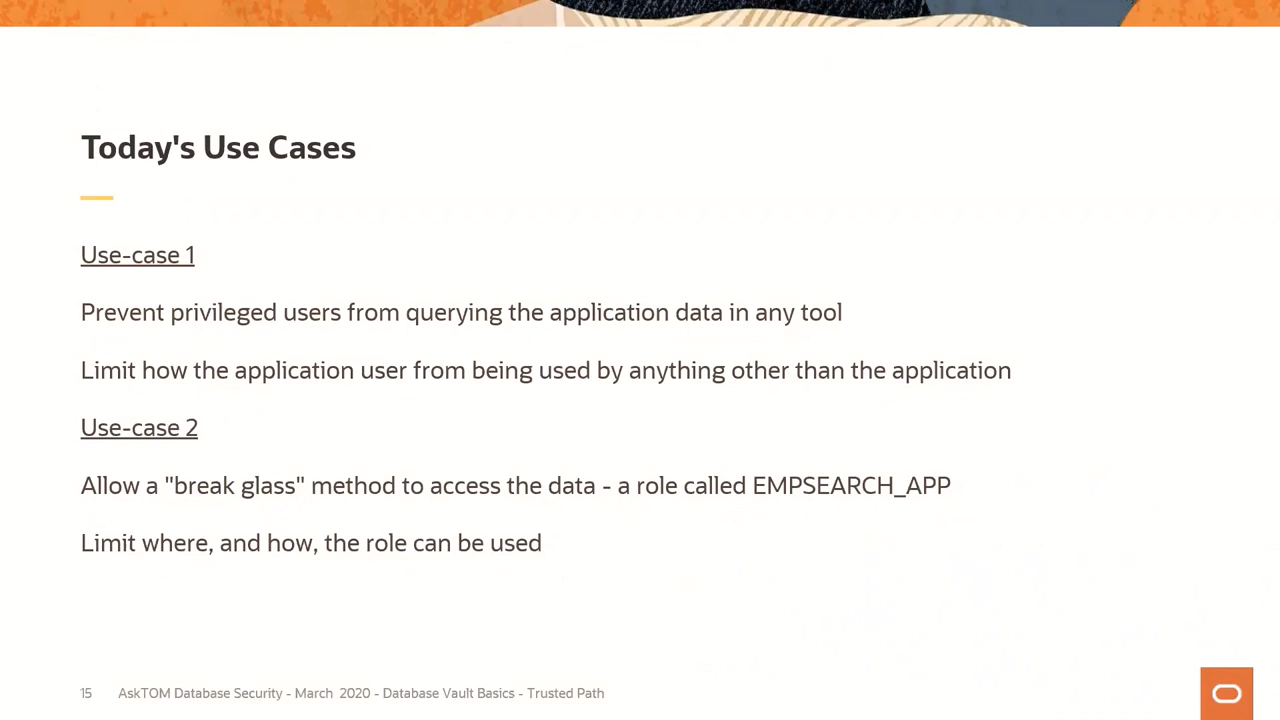 Today's Use Cases
Use-case 1
Prevent privileged users from querying the application data in any tool
Limit how the application user from being used by anything other than the application
Use-case 2
Allow a "break glass" method to access the data - a role called EMPSEARCH_APP
Limit where, and how, the role can be used
15 AskTOM Database Security - March 2020 - Database Vault Basics - Trusted Path